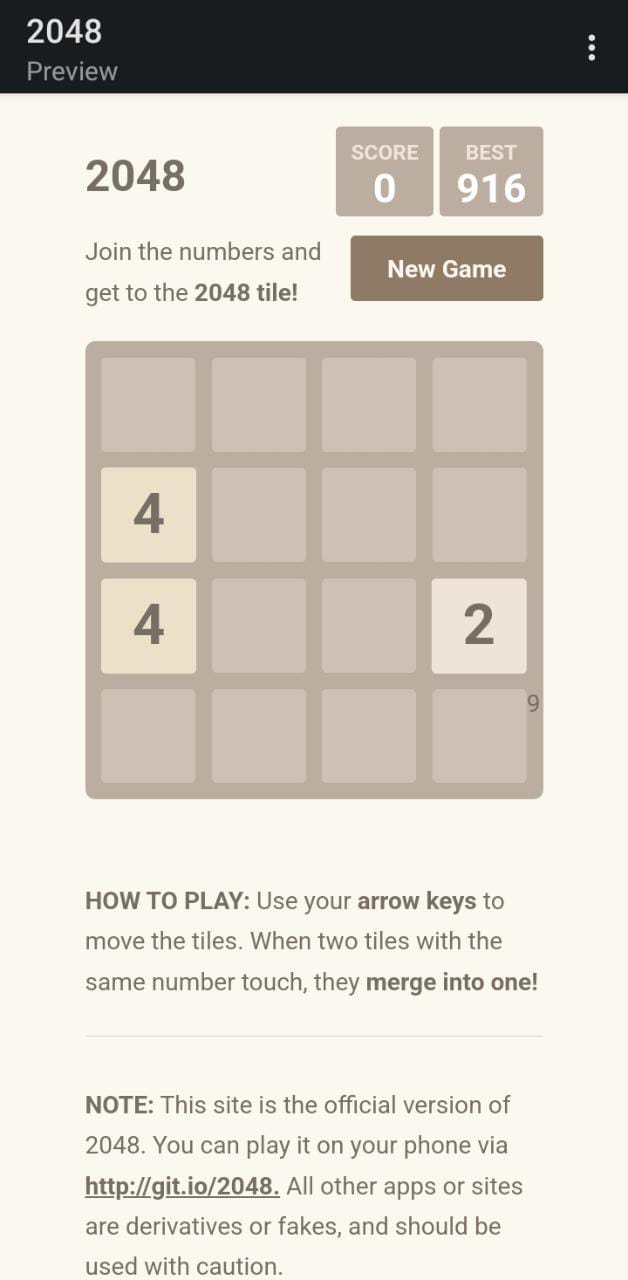 2048
Preview
2048
SCORE
0
BEST
916
Join the numbers and
get to the 2048 tile!
New Game
4
4
2
9
HOW TO PLAY: Use your arrow keys to
move the tiles. When two tiles with the
same number touch, they merge into one!
NOTE: This site is the official version of
2048. You can play it on your phone via
http://git.io/2048. All other apps or sites
are derivatives or fakes, and should be
used with caution.